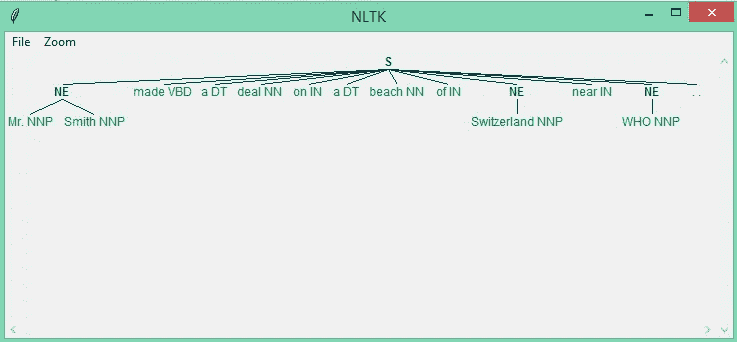 NLTK
File Zoom
S
NE made VBD a DT deal NN on IN a DT beach NN of IN NE near IN NE . .
Mr. NNP Smith NNP Switzerland NNP WHO NNP